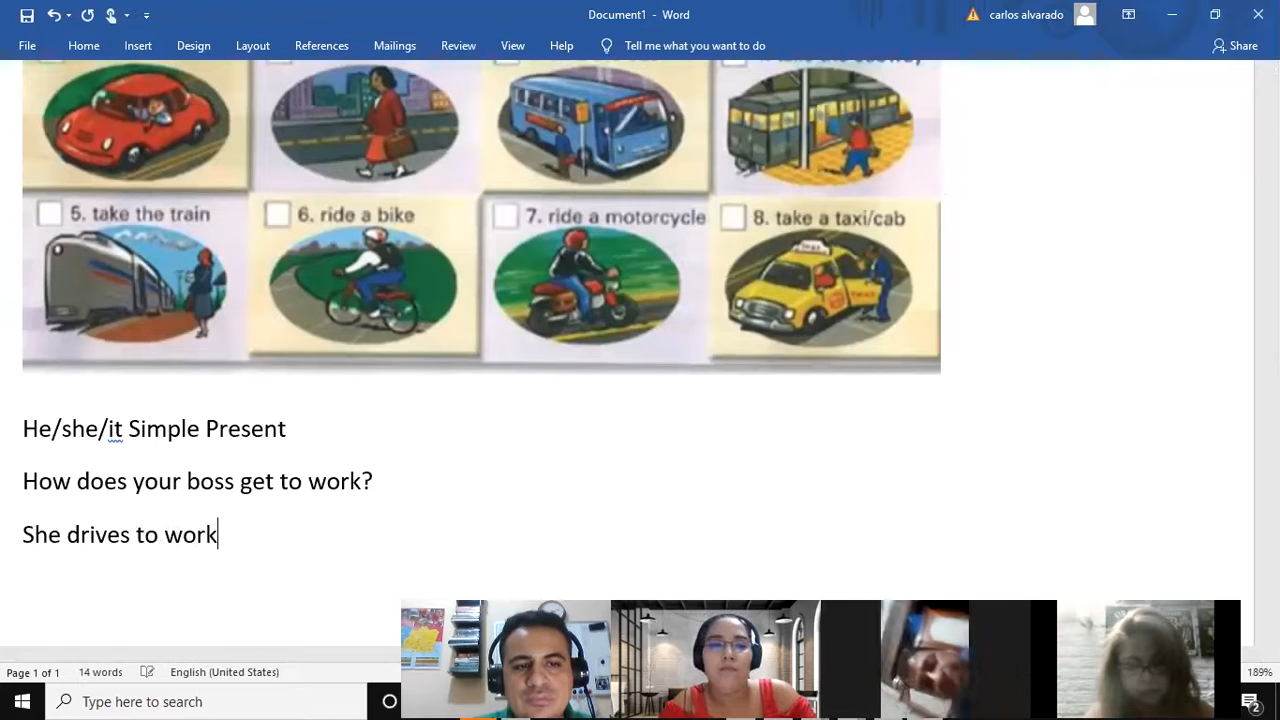 Document1 - Word
carlos alvarado
File Home Insert Design Layout References Mailings Review View Help Tell me what you want to do Share
5. take the train
6. ride a bike
7. ride a motorcycle
8. take a taxi/cab
TAXI
He/she/it Simple Present
How does your boss get to work?
She drives to work
Page 1 of 1 14 words English (United States) 189%
Type here to search
2